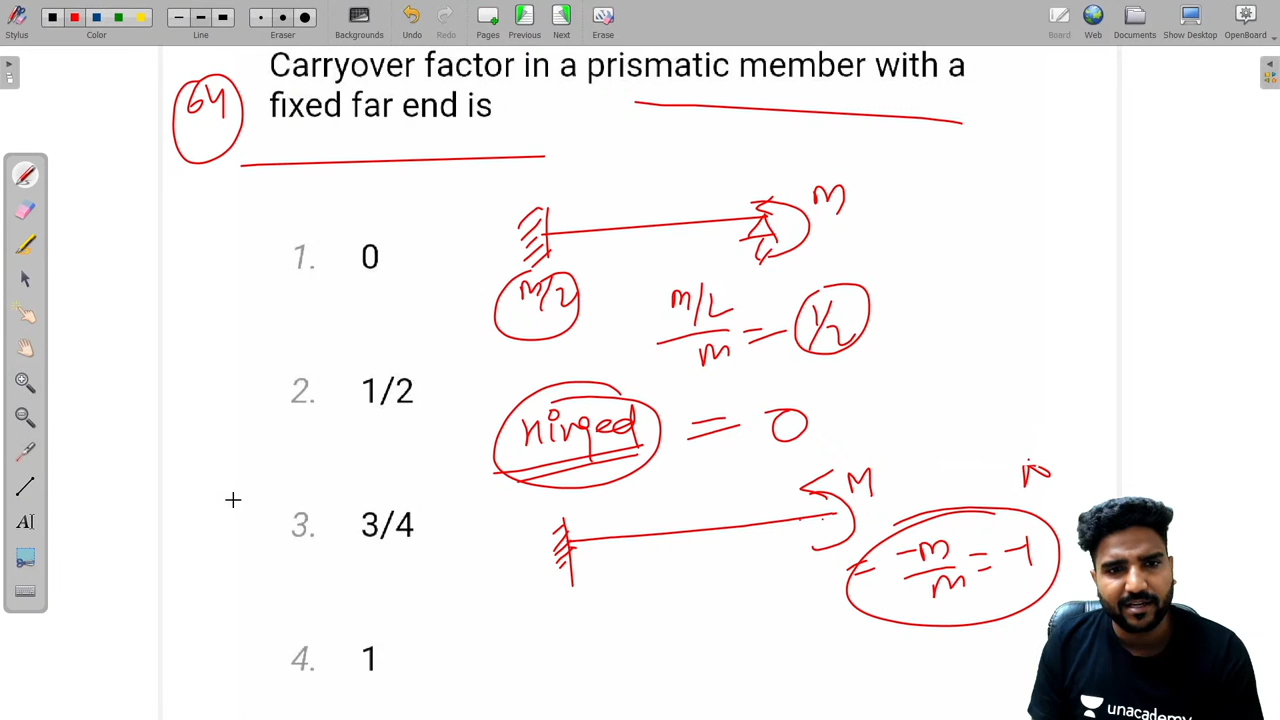 Stylus
Color
Line
Eraser
Backgrounds
Undo
Redo
Pages
Previous
Next
Erase
Board
Web
Documents
Show Desktop
OpenBoard
64
Carryover factor in a prismatic member with a
fixed far end is
M
1. 0
m/2
m/2
m
= 1/2
2. 1/2
hinged = 0
M
3. 3/4
= -m/m = -1
4. 1
unacademy